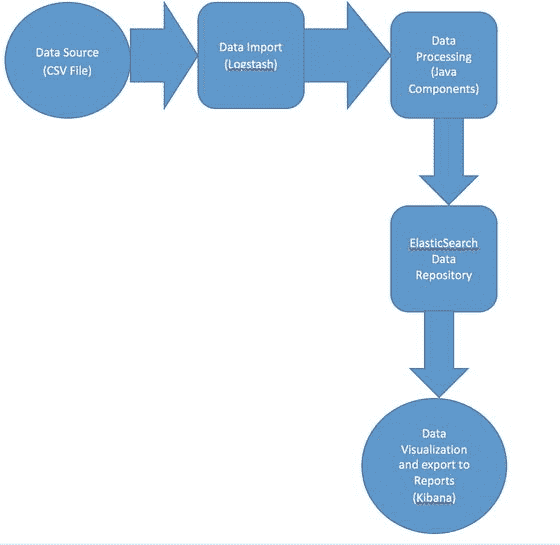 Data Source
(CSV File)
Data Import
(Logstash)
Data
Processing
(Java
Components)
ElasticSearch
Data
Repository
Data
Visualization
and export to
Reports
(Kibana)